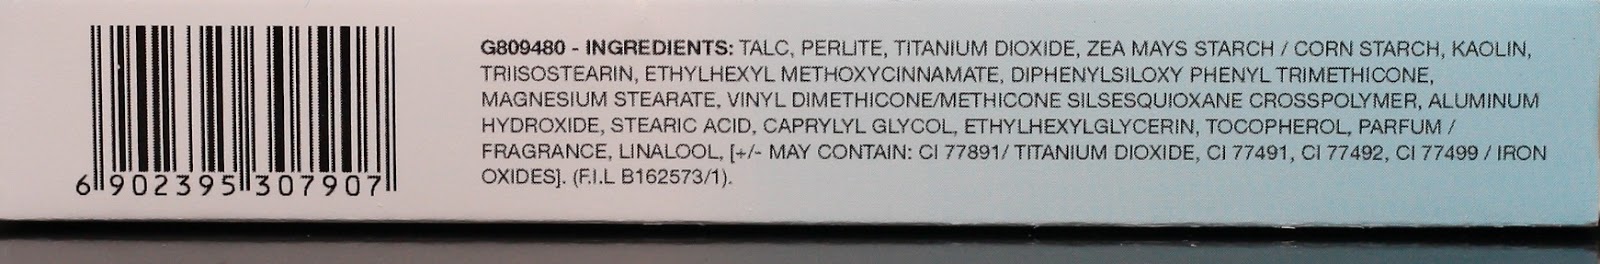 G809480 - INGREDIENTS: TALC, PERLITE, TITANIUM DIOXIDE, ZEA MAYS STARCH / CORN STARCH, KAOLIN,
TRIISOSTEARIN, ETHYLHEXYL METHOXYCINNAMATE, DIPHENYLSILOXY PHENYL TRIMETHICONE,
MAGNESIUM STEARATE, VINYL DIMETHICONE/METHICONE SILSESQUIOXANE CROSSPOLYMER, ALUMINUM
HYDROXIDE, STEARIC ACID, CAPRYLYL GLYCOL, ETHYLHEXYLGLYCERIN, TOCOPHEROL, PARFUM /
FRAGRANCE, LINALOOL, [+/- MAY CONTAIN: CI 77891/ TITANIUM DIOXIDE, CI 77491, CI 77492, CI 77499 / IRON
OXIDES]. (F.I.L B162573/1).
6 902395 307907